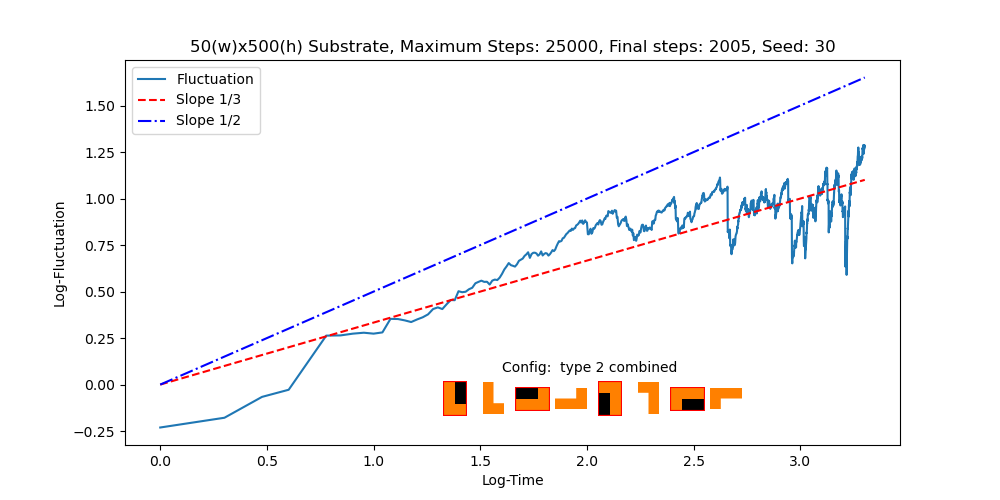 50(w)x500(h) Substrate, Maximum Steps: 25000, Final steps: 2005, Seed: 30
Fluctuation
Slope 1/3
Slope 1/2
1.50
1.25
1.00
0.75
0.50
0.25
0.00
−0.25
Log-Fluctuation
Config:  type 2 combined
0.0 0.5 1.0 1.5 2.0 2.5 3.0
Log-Time